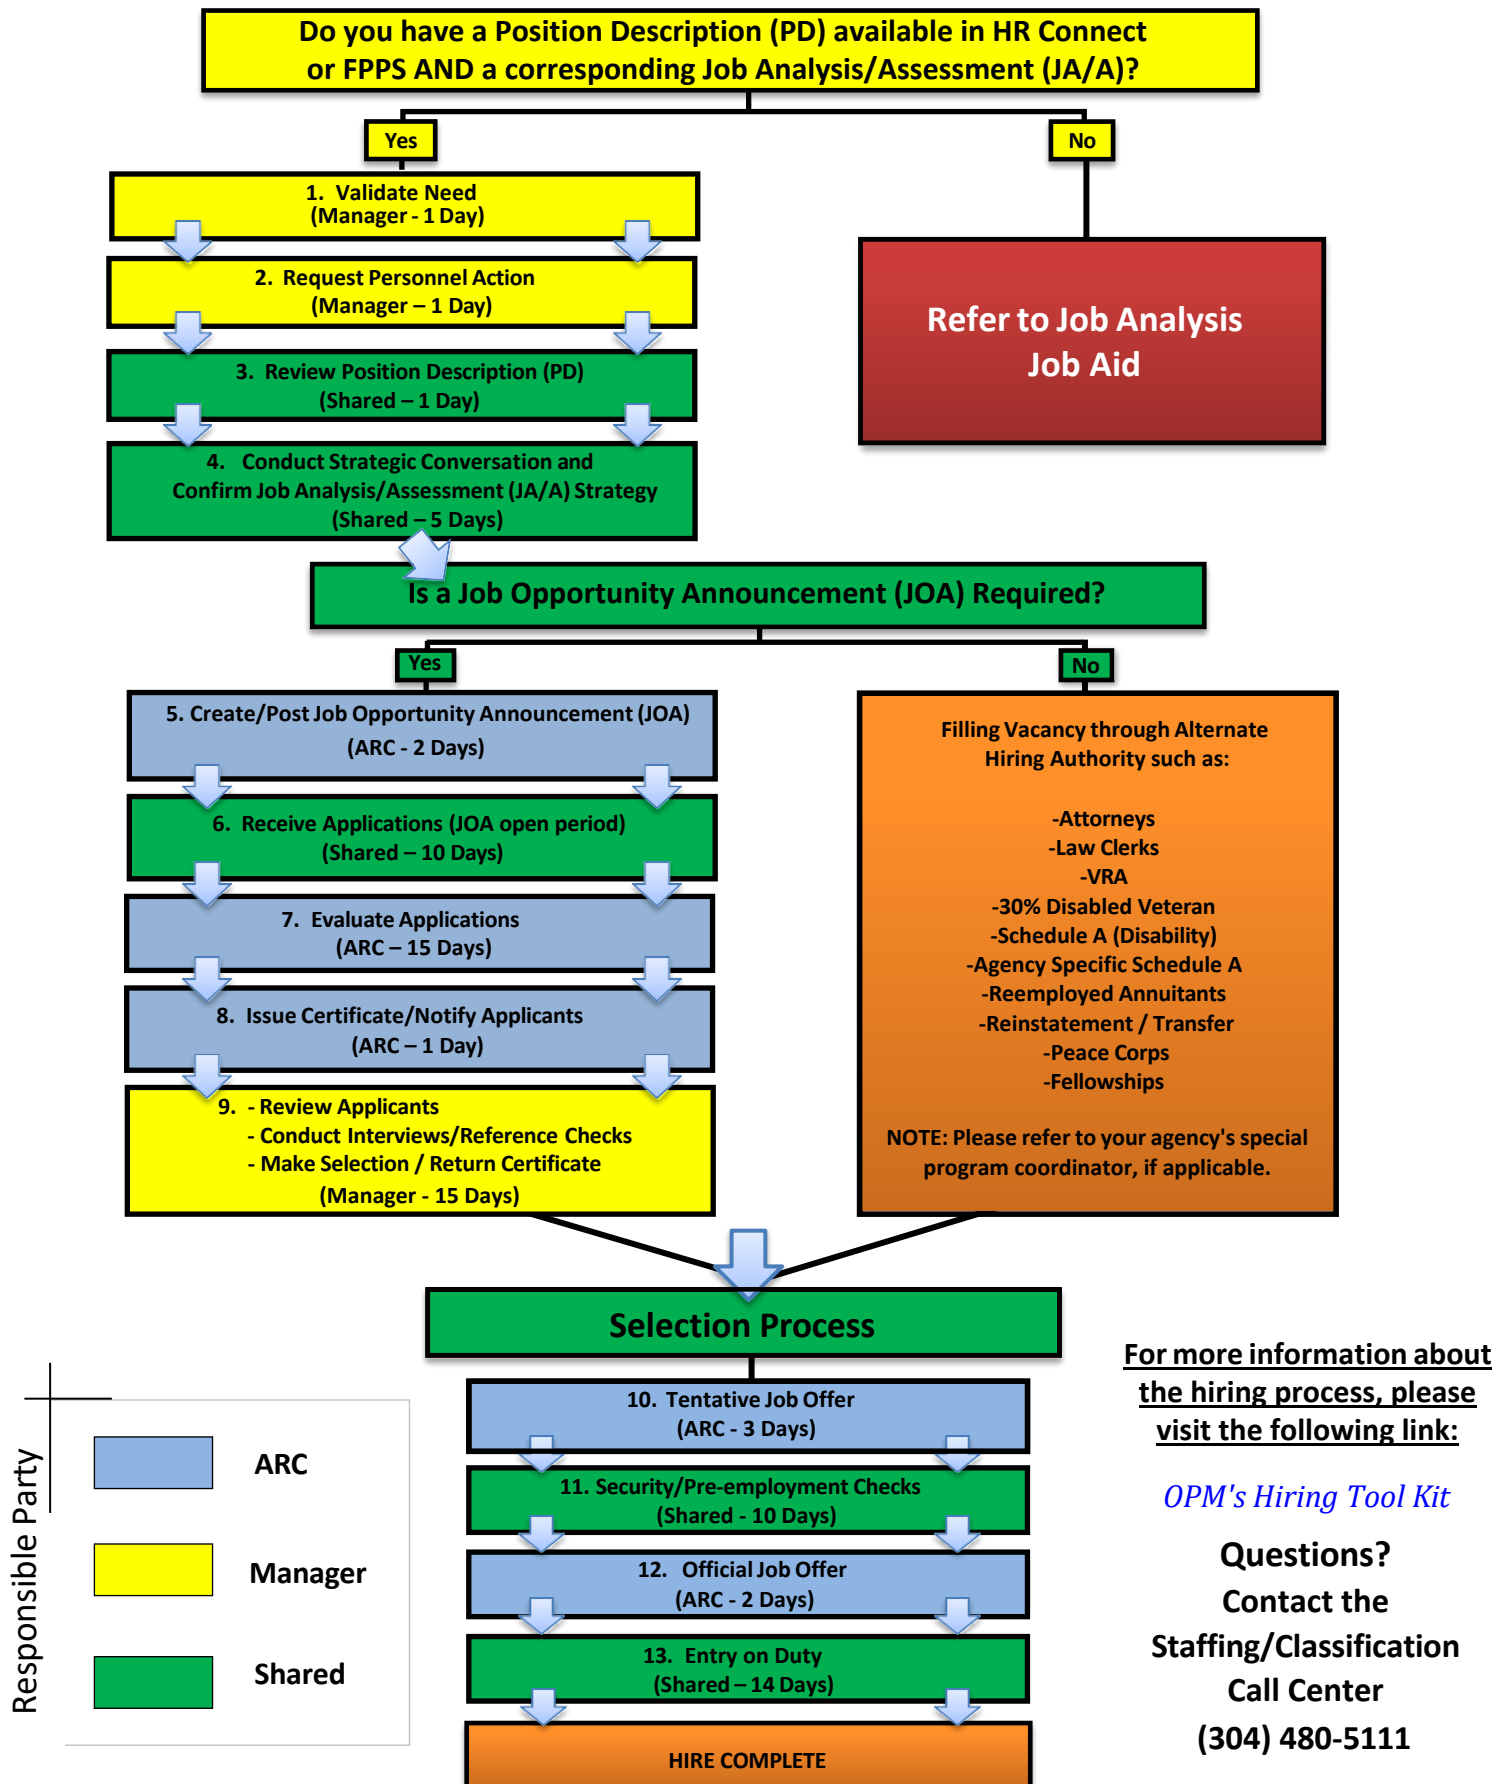 Do you have a Position Description (PD) available in HR Connect
or FPPS AND a corresponding Job Analysis/Assessment (JA/A)?
Yes
No
1. Validate Need
(Manager - 1 Day)
2. Request Personnel Action
(Manager – 1 Day)
3. Review Position Description (PD)
(Shared – 1 Day)
4. Conduct Strategic Conversation and
Confirm Job Analysis/Assessment (JA/A) Strategy
(Shared – 5 Days)
Refer to Job Analysis
Job Aid
Is a Job Opportunity Announcement (JOA) Required?
Yes
No
5. Create/Post Job Opportunity Announcement (JOA)
(ARC - 2 Days)
6. Receive Applications (JOA open period)
(Shared – 10 Days)
7. Evaluate Applications
(ARC – 15 Days)
8. Issue Certificate/Notify Applicants
(ARC – 1 Day)
9. - Review Applicants
- Conduct Interviews/Reference Checks
- Make Selection / Return Certificate
(Manager - 15 Days)
Filling Vacancy through Alternate
Hiring Authority such as:
-Attorneys
-Law Clerks
-VRA
-30% Disabled Veteran
-Schedule A (Disability)
-Agency Specific Schedule A
-Reemployed Annuitants
-Reinstatement / Transfer
-Peace Corps
-Fellowships
NOTE: Please refer to your agency's special
program coordinator, if applicable.
Selection Process
10. Tentative Job Offer
(ARC - 3 Days)
11. Security/Pre-employment Checks
(Shared - 10 Days)
12. Official Job Offer
(ARC - 2 Days)
13. Entry on Duty
(Shared – 14 Days)
HIRE COMPLETE
Responsible Party
ARC
Manager
Shared
For more information about
the hiring process, please
visit the following link:
OPM's Hiring Tool Kit
Questions?
Contact the
Staffing/Classification
Call Center
(304) 480-5111